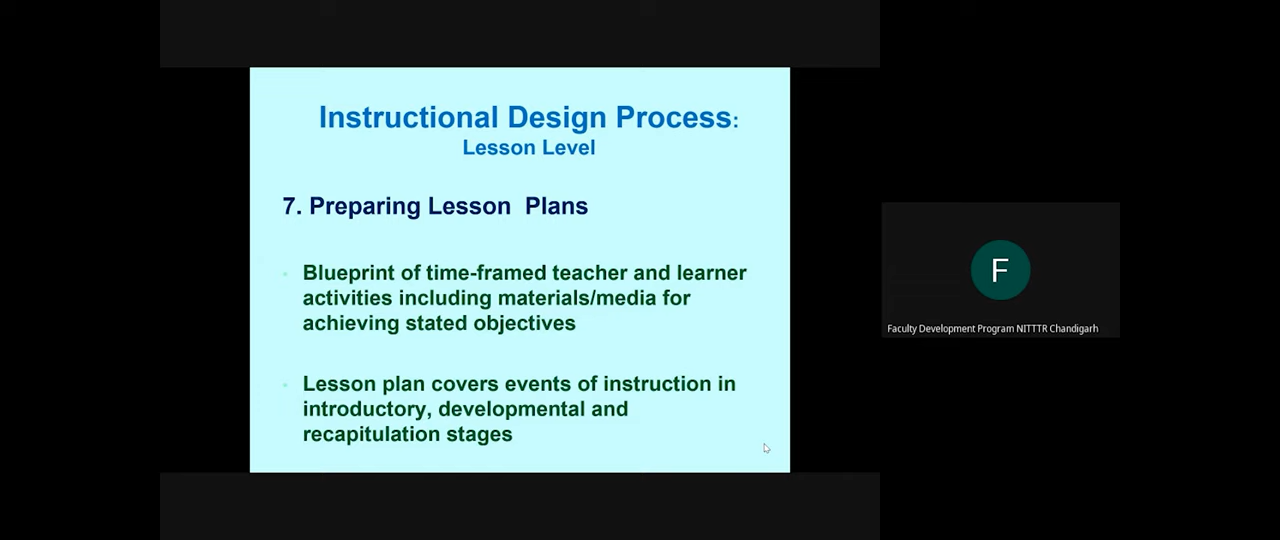 Instructional Design Process:
Lesson Level
7. Preparing Lesson Plans
Blueprint of time-framed teacher and learner
activities including materials/media for
achieving stated objectives
Lesson plan covers events of instruction in
introductory, developmental and
recapitulation stages
F
Faculty Development Program NITTTR Chandigarh